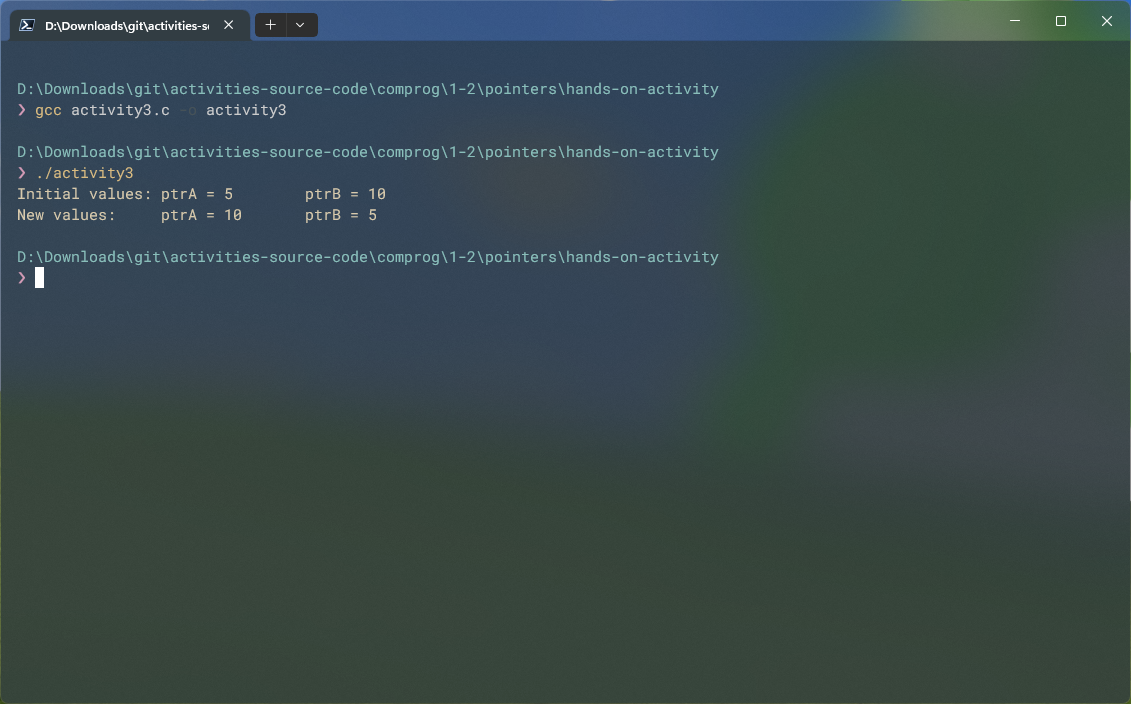 D:\Downloads\git\activities-so
D:\Downloads\git\activities-source-code\comprog\1-2\pointers\hands-on-activity
❯ gcc activity3.c -o activity3
D:\Downloads\git\activities-source-code\comprog\1-2\pointers\hands-on-activity
❯ ./activity3
Initial values: ptrA = 5        ptrB = 10
New values:     ptrA = 10       ptrB = 5
D:\Downloads\git\activities-source-code\comprog\1-2\pointers\hands-on-activity
❯